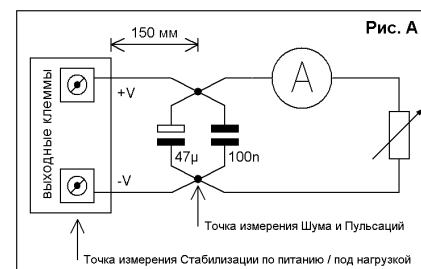 Рис. А
150 мм
выходные клеммы
+V
A
47µ
100n
-V
Точка измерения Шума и Пульсаций
Точка измерения Стабилизации по питанию / под нагрузкой